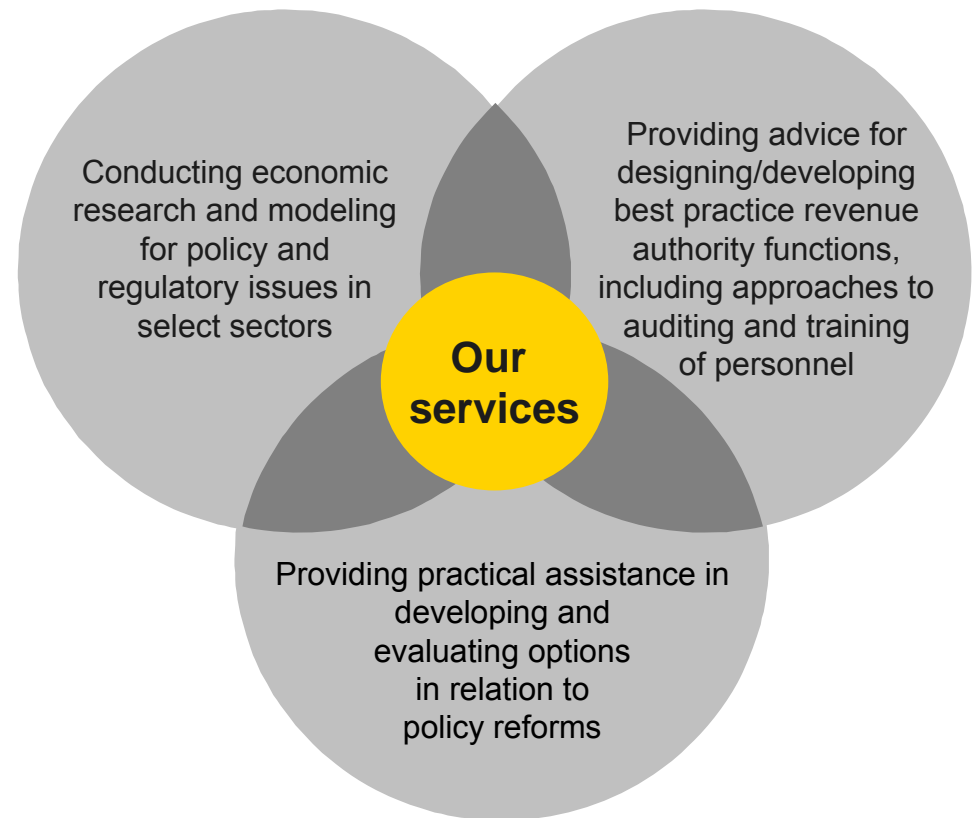 Conducting economic
research and modeling
for policy and
regulatory issues in
select sectors
Providing advice for
designing/developing
best practice revenue
authority functions,
including approaches to
auditing and training
of personnel
Our
services
Providing practical assistance in
developing and
evaluating options
in relation to
policy reforms